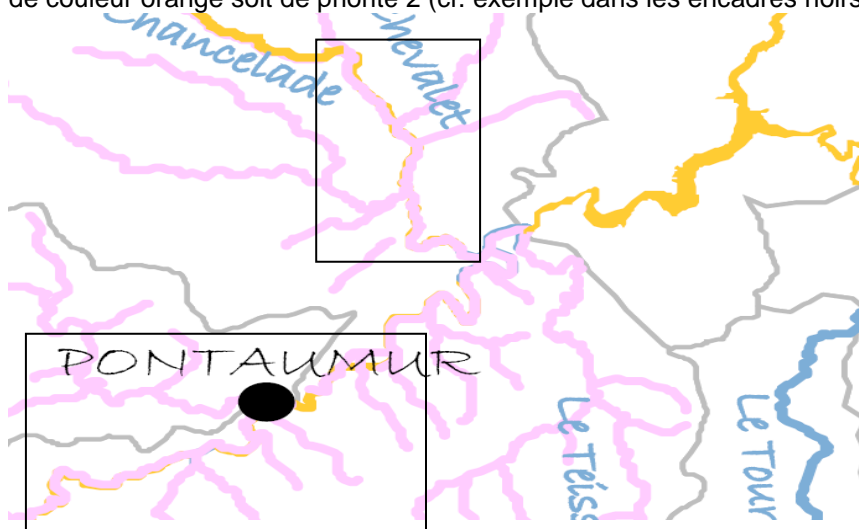 de couleur orange soit de priorité 2 (cf. exemple dans les encadrés noirs
Chancelade
Chevalet
PONTAUMUR
Le Teiss
Le Tour